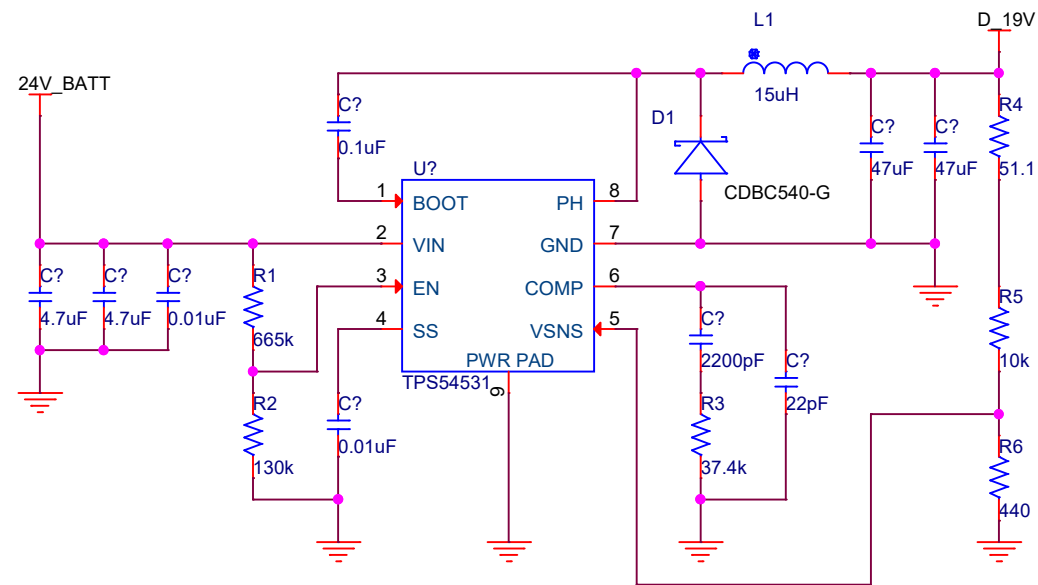 L1
D_19V
24V_BATT
15uH
C?
0.1uF
D1
C?
47uF
C?
47uF
R4
51.1
CDBC540-G
U?
1
BOOT
PH
8
2
VIN
GND
7
3
EN
COMP
6
4
SS
VSNS
5
PWR PAD
TPS54531
9
C?
4.7uF
C?
4.7uF
C?
0.01uF
R1
665k
R2
130k
C?
0.01uF
C?
2200pF
C?
22pF
R3
37.4k
R5
10k
R6
440